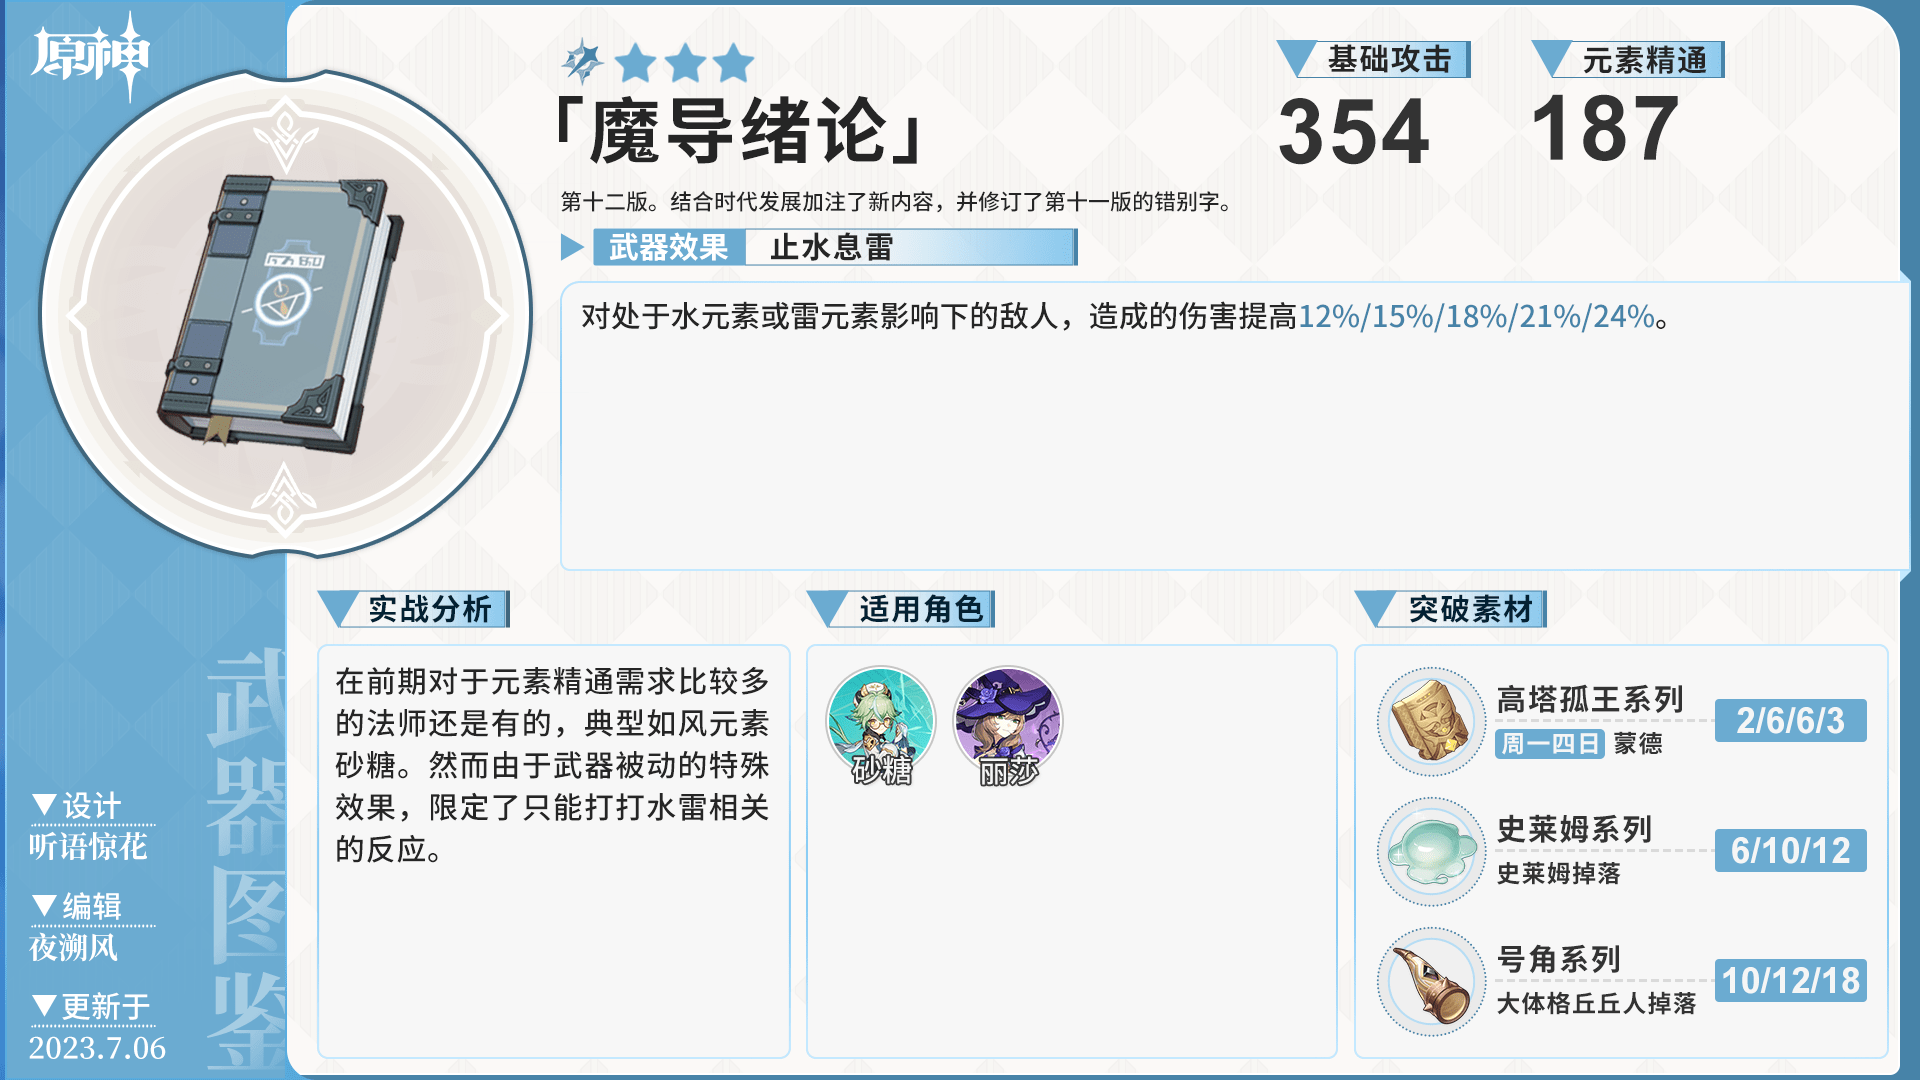 原神
「魔导绪论」
第十二版。结合时代发展加注了新内容，并修订了第十一版的错别字。
基础攻击
354
元素精通
187
武器效果
止水息雷
对处于水元素或雷元素影响下的敌人，造成的伤害提高12%/15%/18%/21%/24%。
实战分析
在前期对于元素精通需求比较多
的法师还是有的，典型如风元素
砂糖。然而由于武器被动的特殊
效果，限定了只能打打水雷相关
的反应。
适用角色
砂糖
丽莎
突破素材
高塔孤王系列
周一四日 蒙德
2/6/6/3
史莱姆系列
史莱姆掉落
6/10/12
号角系列
大体格丘丘人掉落
10/12/18
武器图鉴
▼设计
听语惊花
▼编辑
夜溯风
▼更新于
2023.7.06